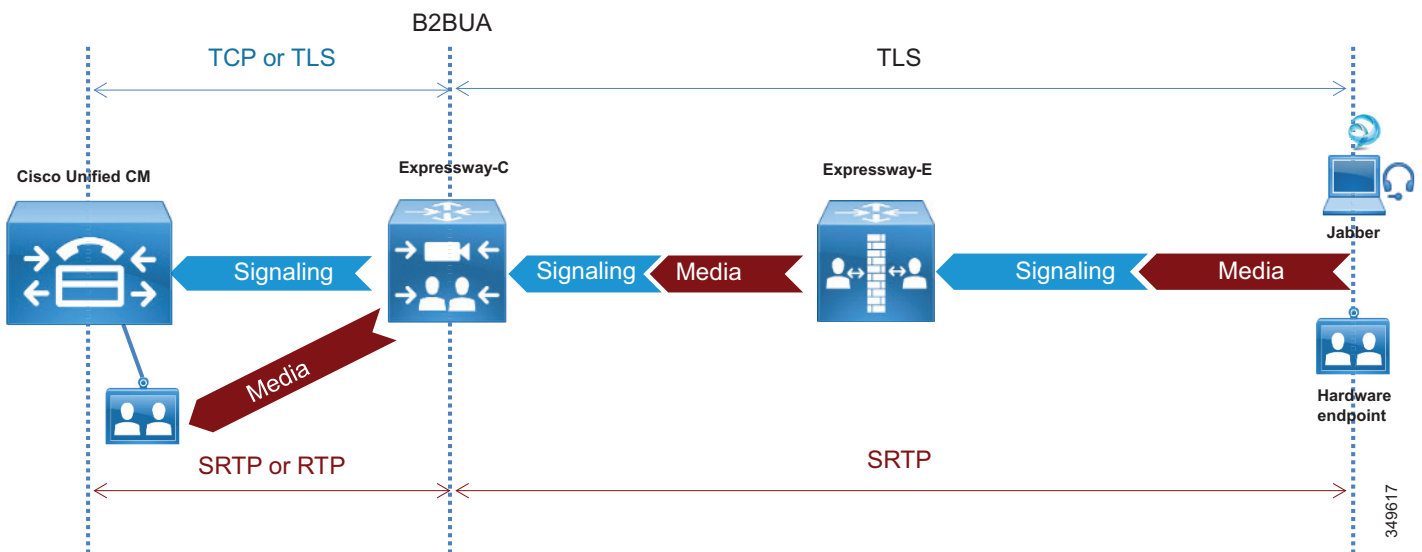 B2BUA
TCP or TLS
TLS
Cisco Unified CM
Expressway-C
Expressway-E
Jabber
Signaling
Signaling
Media
Signaling
Media
Media
Hardware
endpoint
SRTP or RTP
SRTP
349617